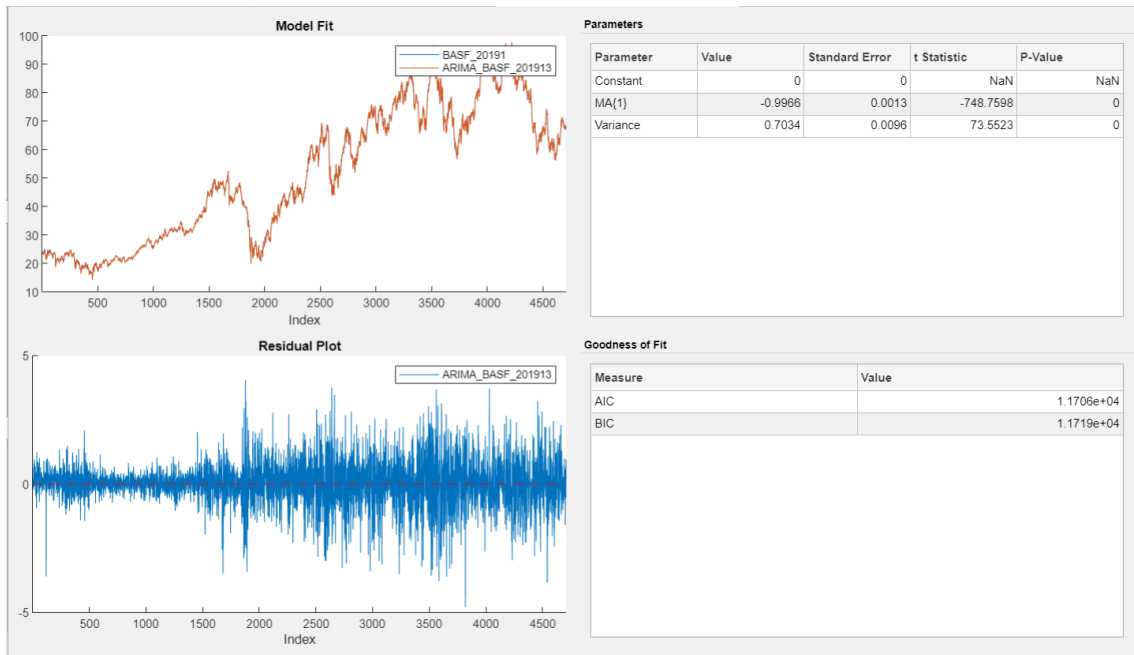 Model Fit
100
90
80
70
60
50
40
30
20
10
BASF_20191
ARIMA_BASF_201913
500 1000 1500 2000 2500 3000 3500 4000 4500
Index
Residual Plot
5
0
-5
ARIMA_BASF_201913
500 1000 1500 2000 2500 3000 3500 4000 4500
Index
Parameters
Parameter Value Standard Error t Statistic P-Value
Constant 0 0 NaN NaN
MA{1} -0.9966 0.0013 -748.7598 0
Variance 0.7034 0.0096 73.5523 0
Goodness of Fit
Measure Value
AIC 1.1706e+04
BIC 1.1719e+04